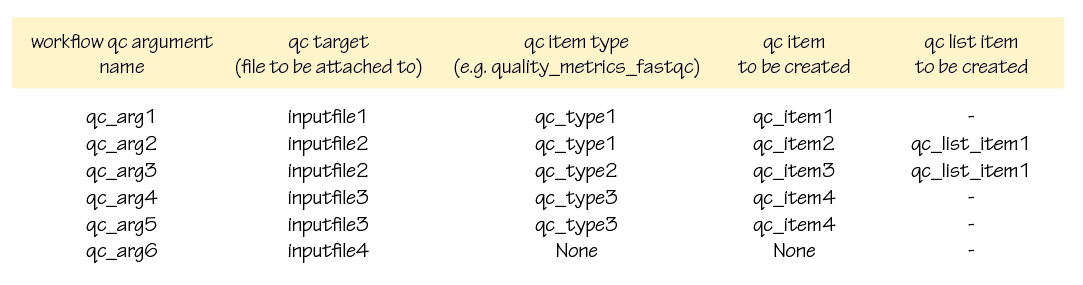 workflow qc argument name qc target (file to be attached to) qc item type (e.g. quality_metrics_fastqc) qc item to be created qc list item to be created
qc_arg1 inputfile1 qc_type1 qc_item1 -
qc_arg2 inputfile2 qc_type1 qc_item2 qc_list_item1
qc_arg3 inputfile2 qc_type2 qc_item3 qc_list_item1
qc_arg4 inputfile3 qc_type3 qc_item4 -
qc_arg5 inputfile3 qc_type3 qc_item4 -
qc_arg6 inputfile4 None None -